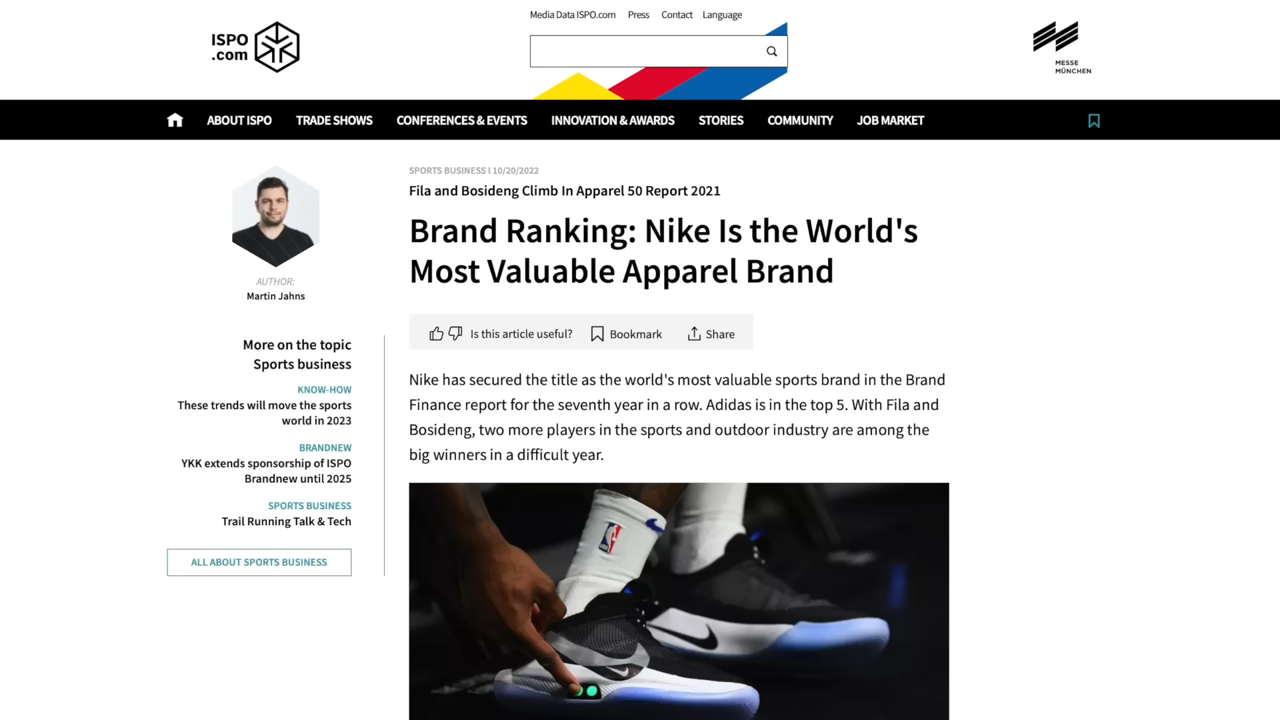 Media Data ISPO.com Press Contact Language
ISPO
.com
MESSE
MÜNCHEN
ABOUT ISPO TRADE SHOWS CONFERENCES & EVENTS INNOVATION & AWARDS STORIES COMMUNITY JOB MARKET
AUTHOR:
Martin Jahns
More on the topic
Sports business
KNOW-HOW
These trends will move the sports
world in 2023
BRANDNEW
YKK extends sponsorship of ISPO
Brandnew until 2025
SPORTS BUSINESS
Trail Running Talk & Tech
ALL ABOUT SPORTS BUSINESS
SPORTS BUSINESS I 10/20/2022
Fila and Bosideng Climb In Apparel 50 Report 2021
Brand Ranking: Nike Is the World's
Most Valuable Apparel Brand
Is this article useful? Bookmark Share
Nike has secured the title as the world's most valuable sports brand in the Brand
Finance report for the seventh year in a row. Adidas is in the top 5. With Fila and
Bosideng, two more players in the sports and outdoor industry are among the
big winners in a difficult year.
NBA